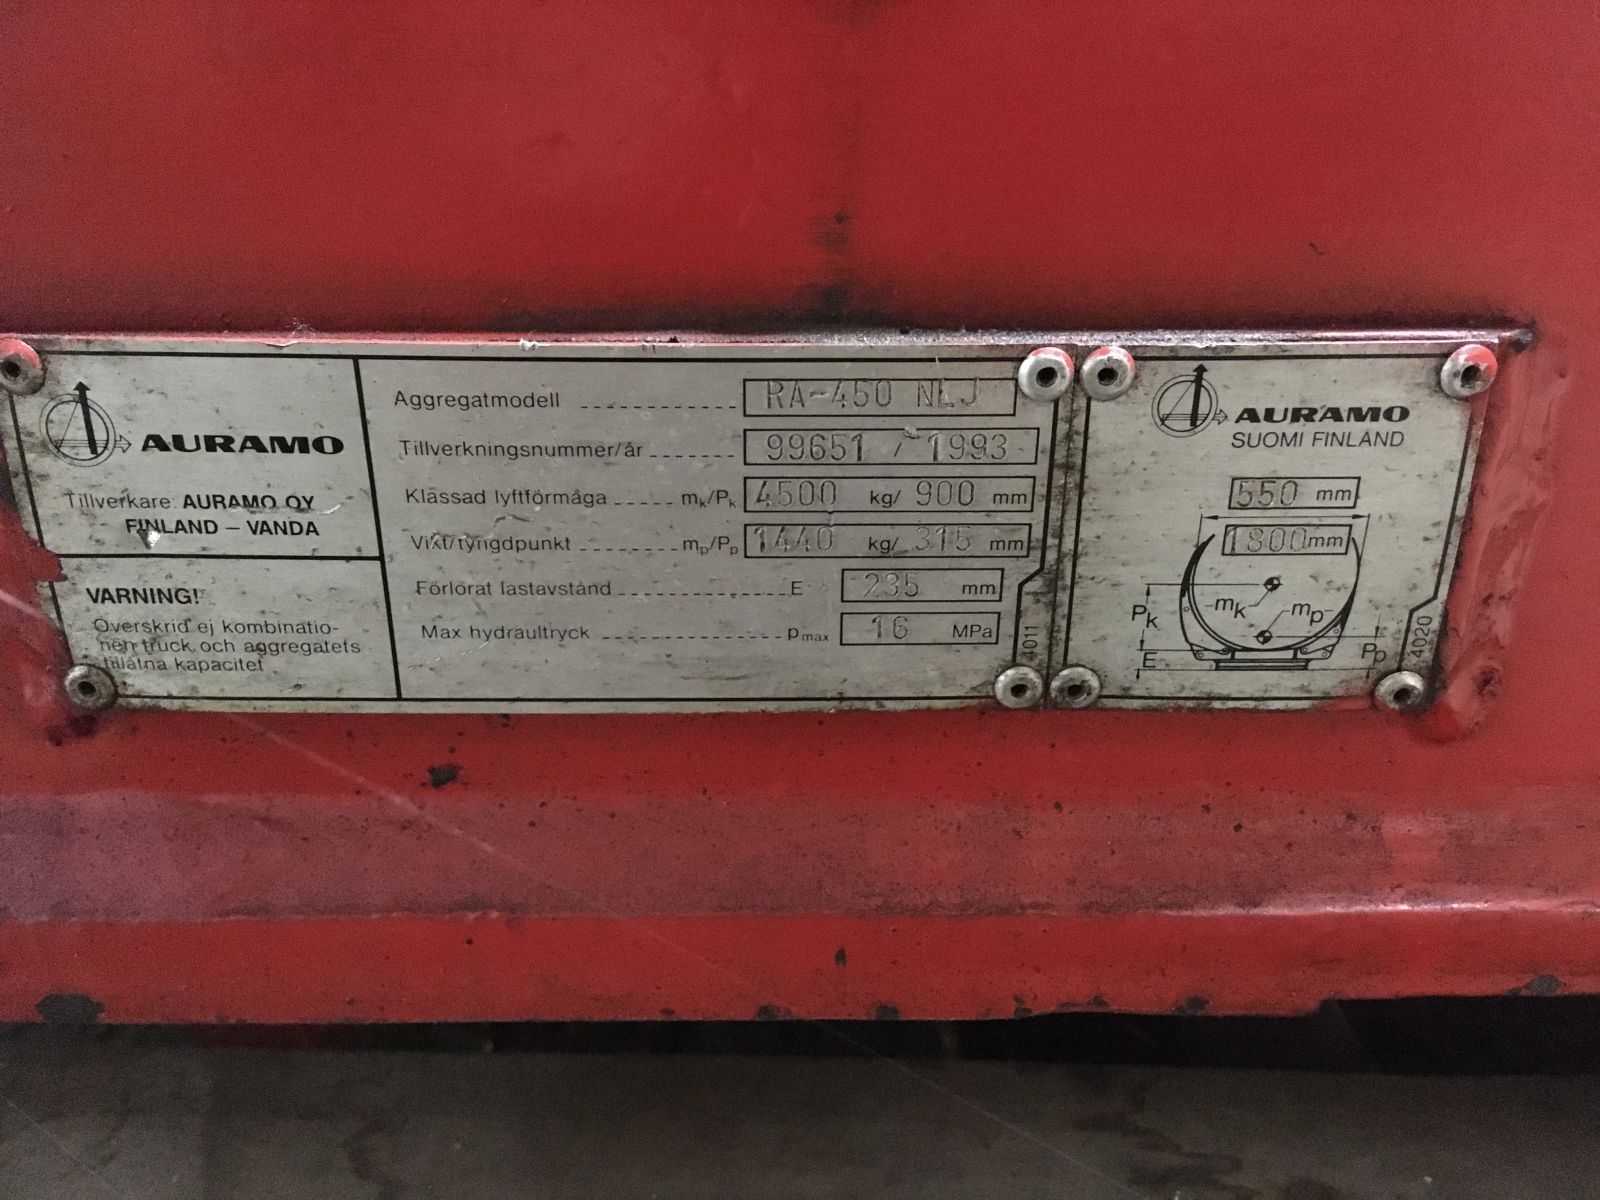 AURAMO
Tillverkare: AURAMO OY
FINLAND – VANDA
VARNING!
Överskrid ej kombinatio-
nen truck och aggregatets
tillåtna kapacitet
Aggregatmodell RA-450 NEJ
Tillverkningsnummer/år 99651 / 1993
Klassad lyftförmåga mk/Pk 4500 kg/ 900 mm
Vikt/tyngdpunkt mp/Pp 1440 kg/ 315 mm
Förlorat lastavstånd E 235 mm
Max hydraultryck pmax 16 MPa
4011
AURAMO
SUOMI FINLAND
550 mm
1800 mm
Pk
mk
mp
E
Pp
4020